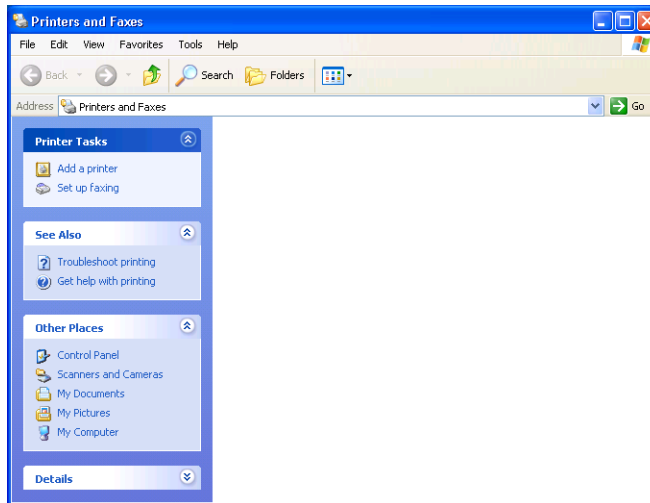 Printers and Faxes
File Edit View Favorites Tools Help
Back Search Folders
Address Printers and Faxes Go
Printer Tasks
Add a printer
Set up faxing
See Also
Troubleshoot printing
Get help with printing
Other Places
Control Panel
Scanners and Cameras
My Documents
My Pictures
My Computer
Details